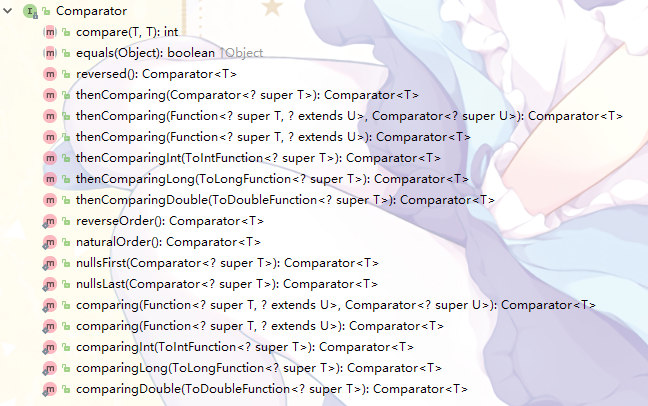 Comparator
compare(T, T): int
equals(Object): boolean ↑Object
reversed(): Comparator<T>
thenComparing(Comparator<? super T>): Comparator<T>
thenComparing(Function<? super T, ? extends U>, Comparator<? super U>): Comparator<T>
thenComparing(Function<? super T, ? extends U>): Comparator<T>
thenComparingInt(ToIntFunction<? super T>): Comparator<T>
thenComparingLong(ToLongFunction<? super T>): Comparator<T>
thenComparingDouble(ToDoubleFunction<? super T>): Comparator<T>
reverseOrder(): Comparator<T>
naturalOrder(): Comparator<T>
nullsFirst(Comparator<? super T>): Comparator<T>
nullsLast(Comparator<? super T>): Comparator<T>
comparing(Function<? super T, ? extends U>, Comparator<? super U>): Comparator<T>
comparing(Function<? super T, ? extends U>): Comparator<T>
comparingInt(ToIntFunction<? super T>): Comparator<T>
comparingLong(ToLongFunction<? super T>): Comparator<T>
comparingDouble(ToDoubleFunction<? super T>): Comparator<T>